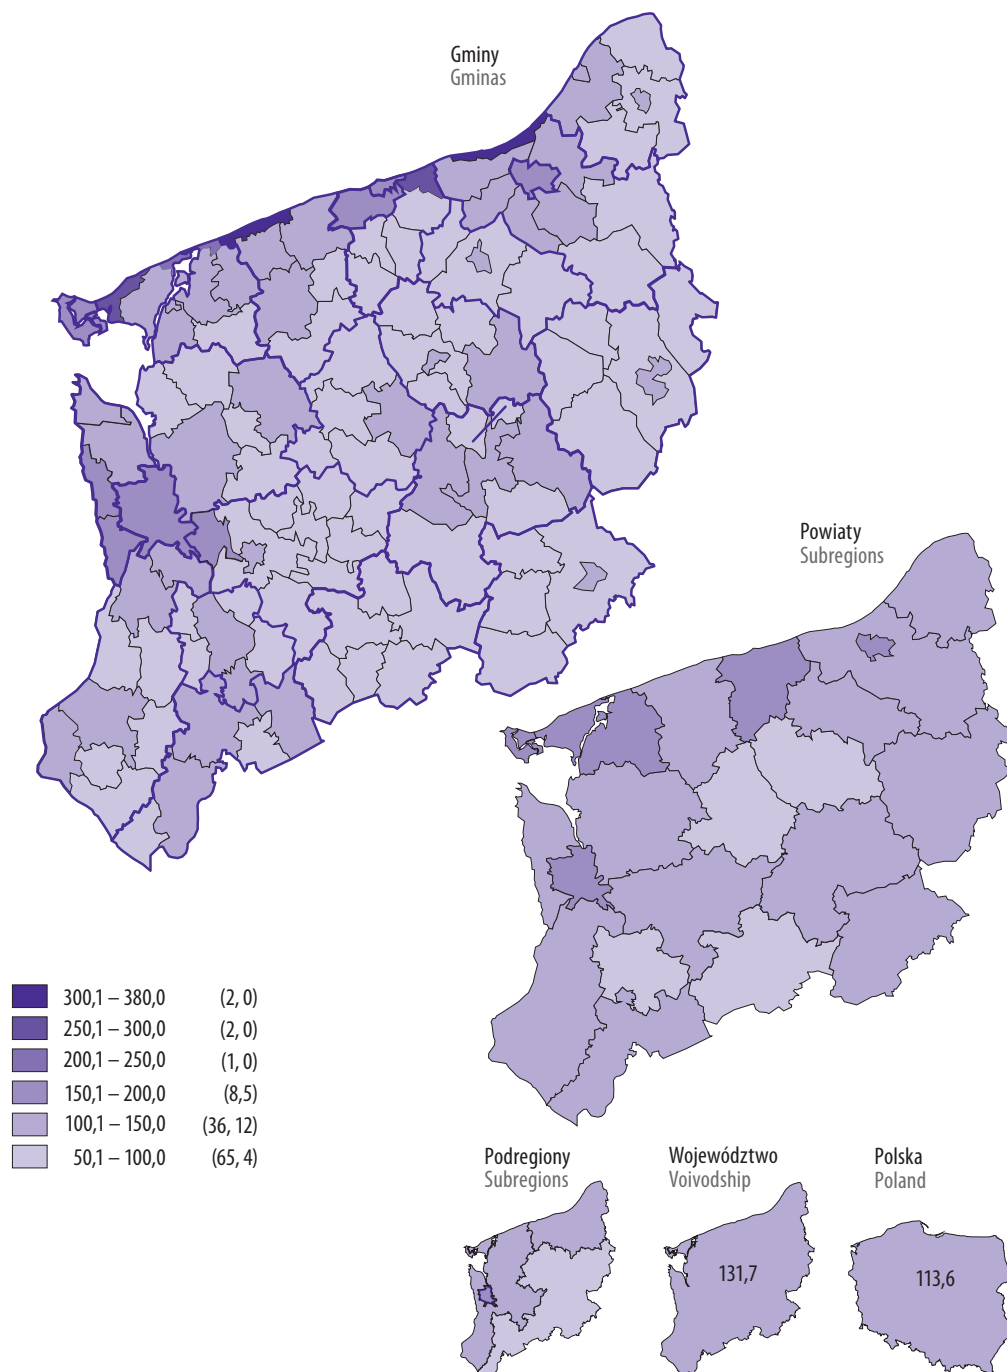 Gminy
Gminas
Powiaty
Subregions
300,1 – 380,0 (2, 0)
250,1 – 300,0 (2, 0)
200,1 – 250,0 (1, 0)
150,1 – 200,0 (8,5)
100,1 – 150,0 (36, 12)
50,1 – 100,0 (65, 4)
Podregiony
Subregions
Województwo
Voivodship
Polska
Poland
131,7
113,6